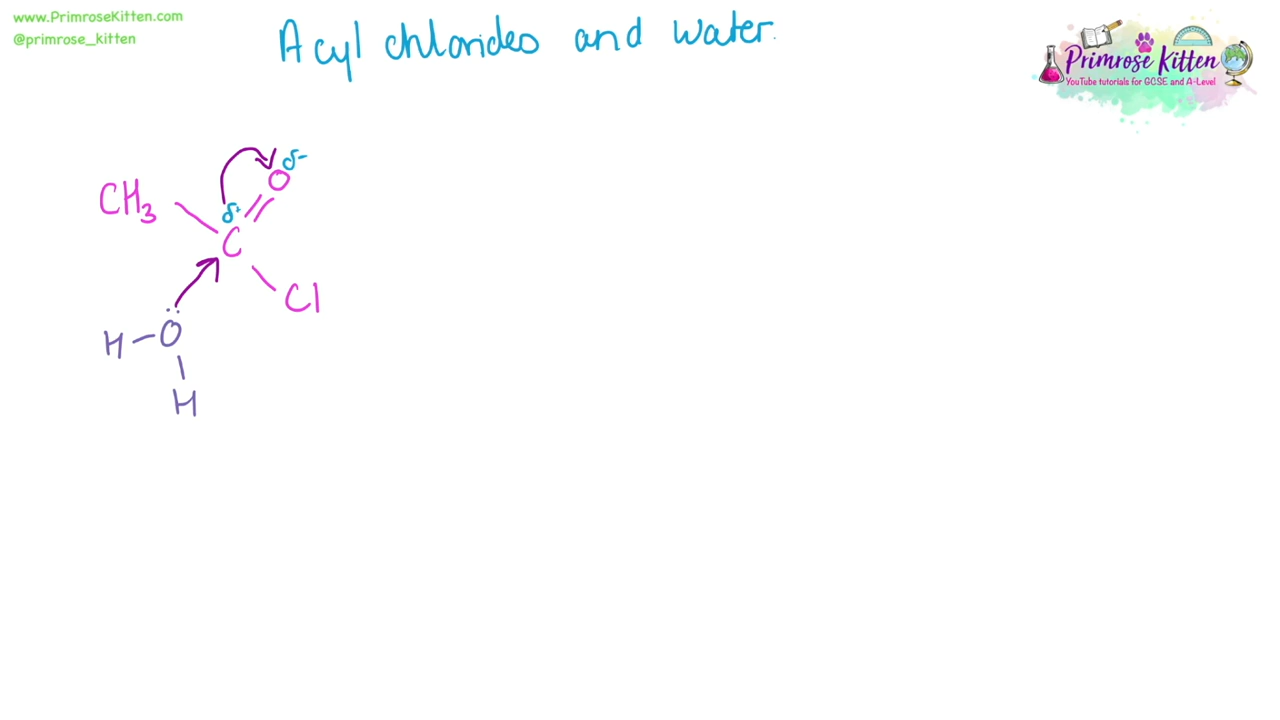 www.PrimroseKitten.com
@primrose_kitten
Acyl chlorides and water.
Primrose Kitten
YouTube tutorials for GCSE and A-Level
δ-
O
CH3
δ+
C
Cl
H-O
H